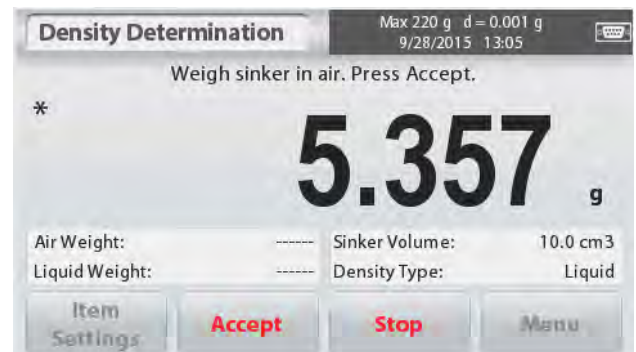 Density Determination
Max 220 g d = 0.001 g
9/28/2015 13:05
Weigh sinker in air. Press Accept.
*
5.357 g
Air Weight: ------ Sinker Volume: 10.0 cm3
Liquid Weight: ------ Density Type: Liquid
Item Settings Accept Stop Menu